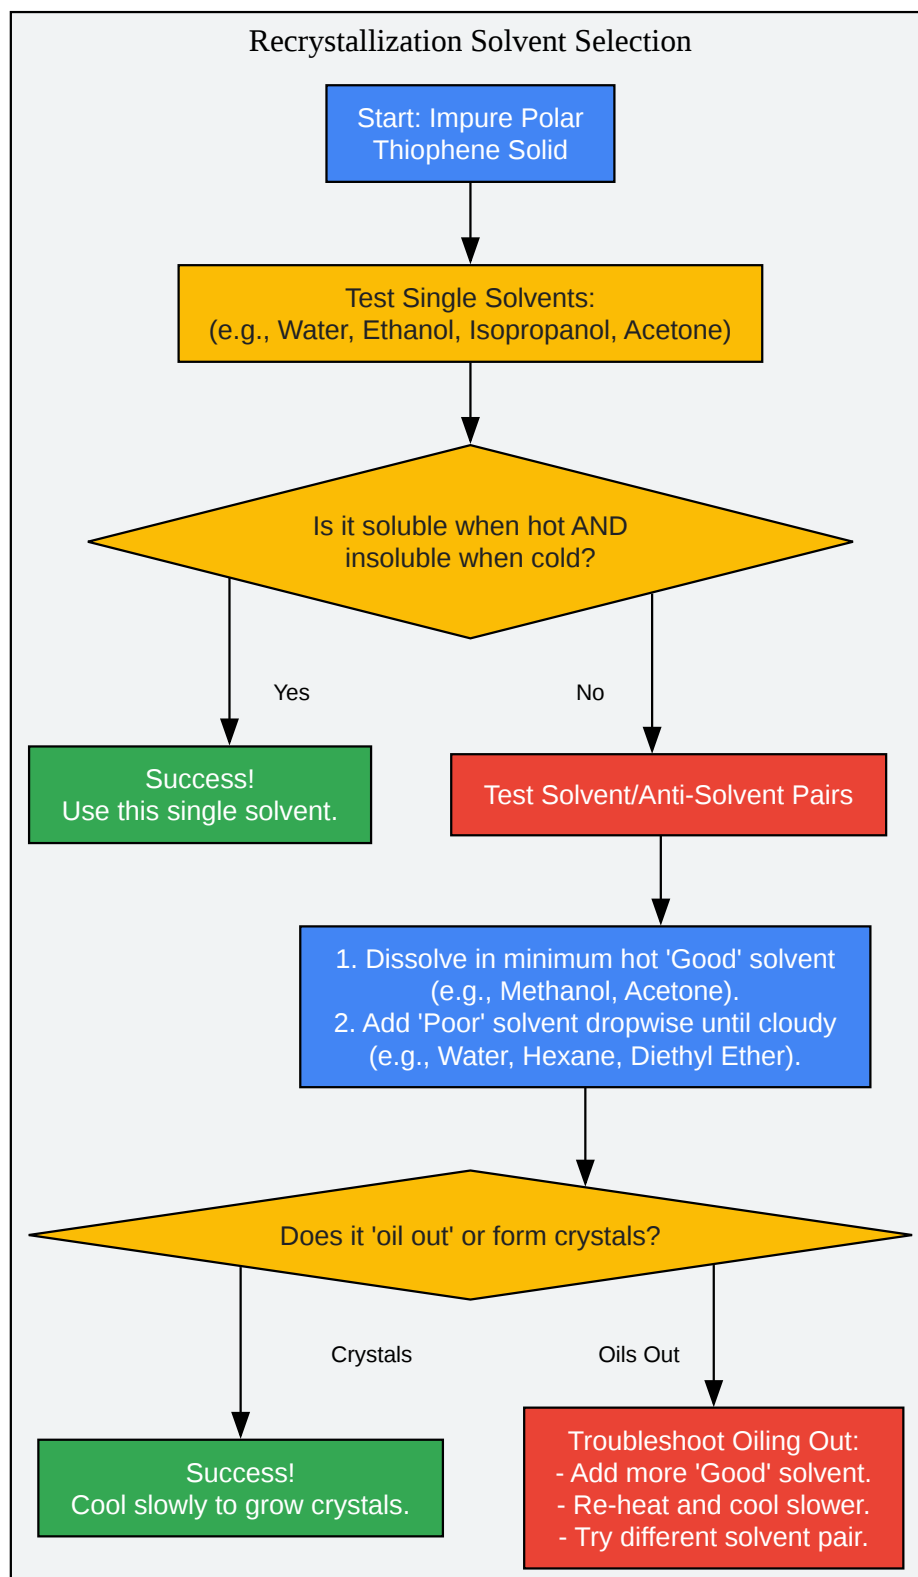 Recrystallization Solvent Selection
Start: Impure Polar
Thiophene Solid
Test Single Solvents:
(e.g., Water, Ethanol, Isopropanol, Acetone)
Is it soluble when hot AND
insoluble when cold?
Yes
No
Success!
Use this single solvent.
Test Solvent/Anti-Solvent Pairs
1. Dissolve in minimum hot 'Good' solvent
(e.g., Methanol, Acetone).
2. Add 'Poor' solvent dropwise until cloudy
(e.g., Water, Hexane, Diethyl Ether).
Does it 'oil out' or form crystals?
Crystals
Oils Out
Success!
Cool slowly to grow crystals.
Troubleshoot Oiling Out:
- Add more 'Good' solvent.
- Re-heat and cool slower.
- Try different solvent pair.